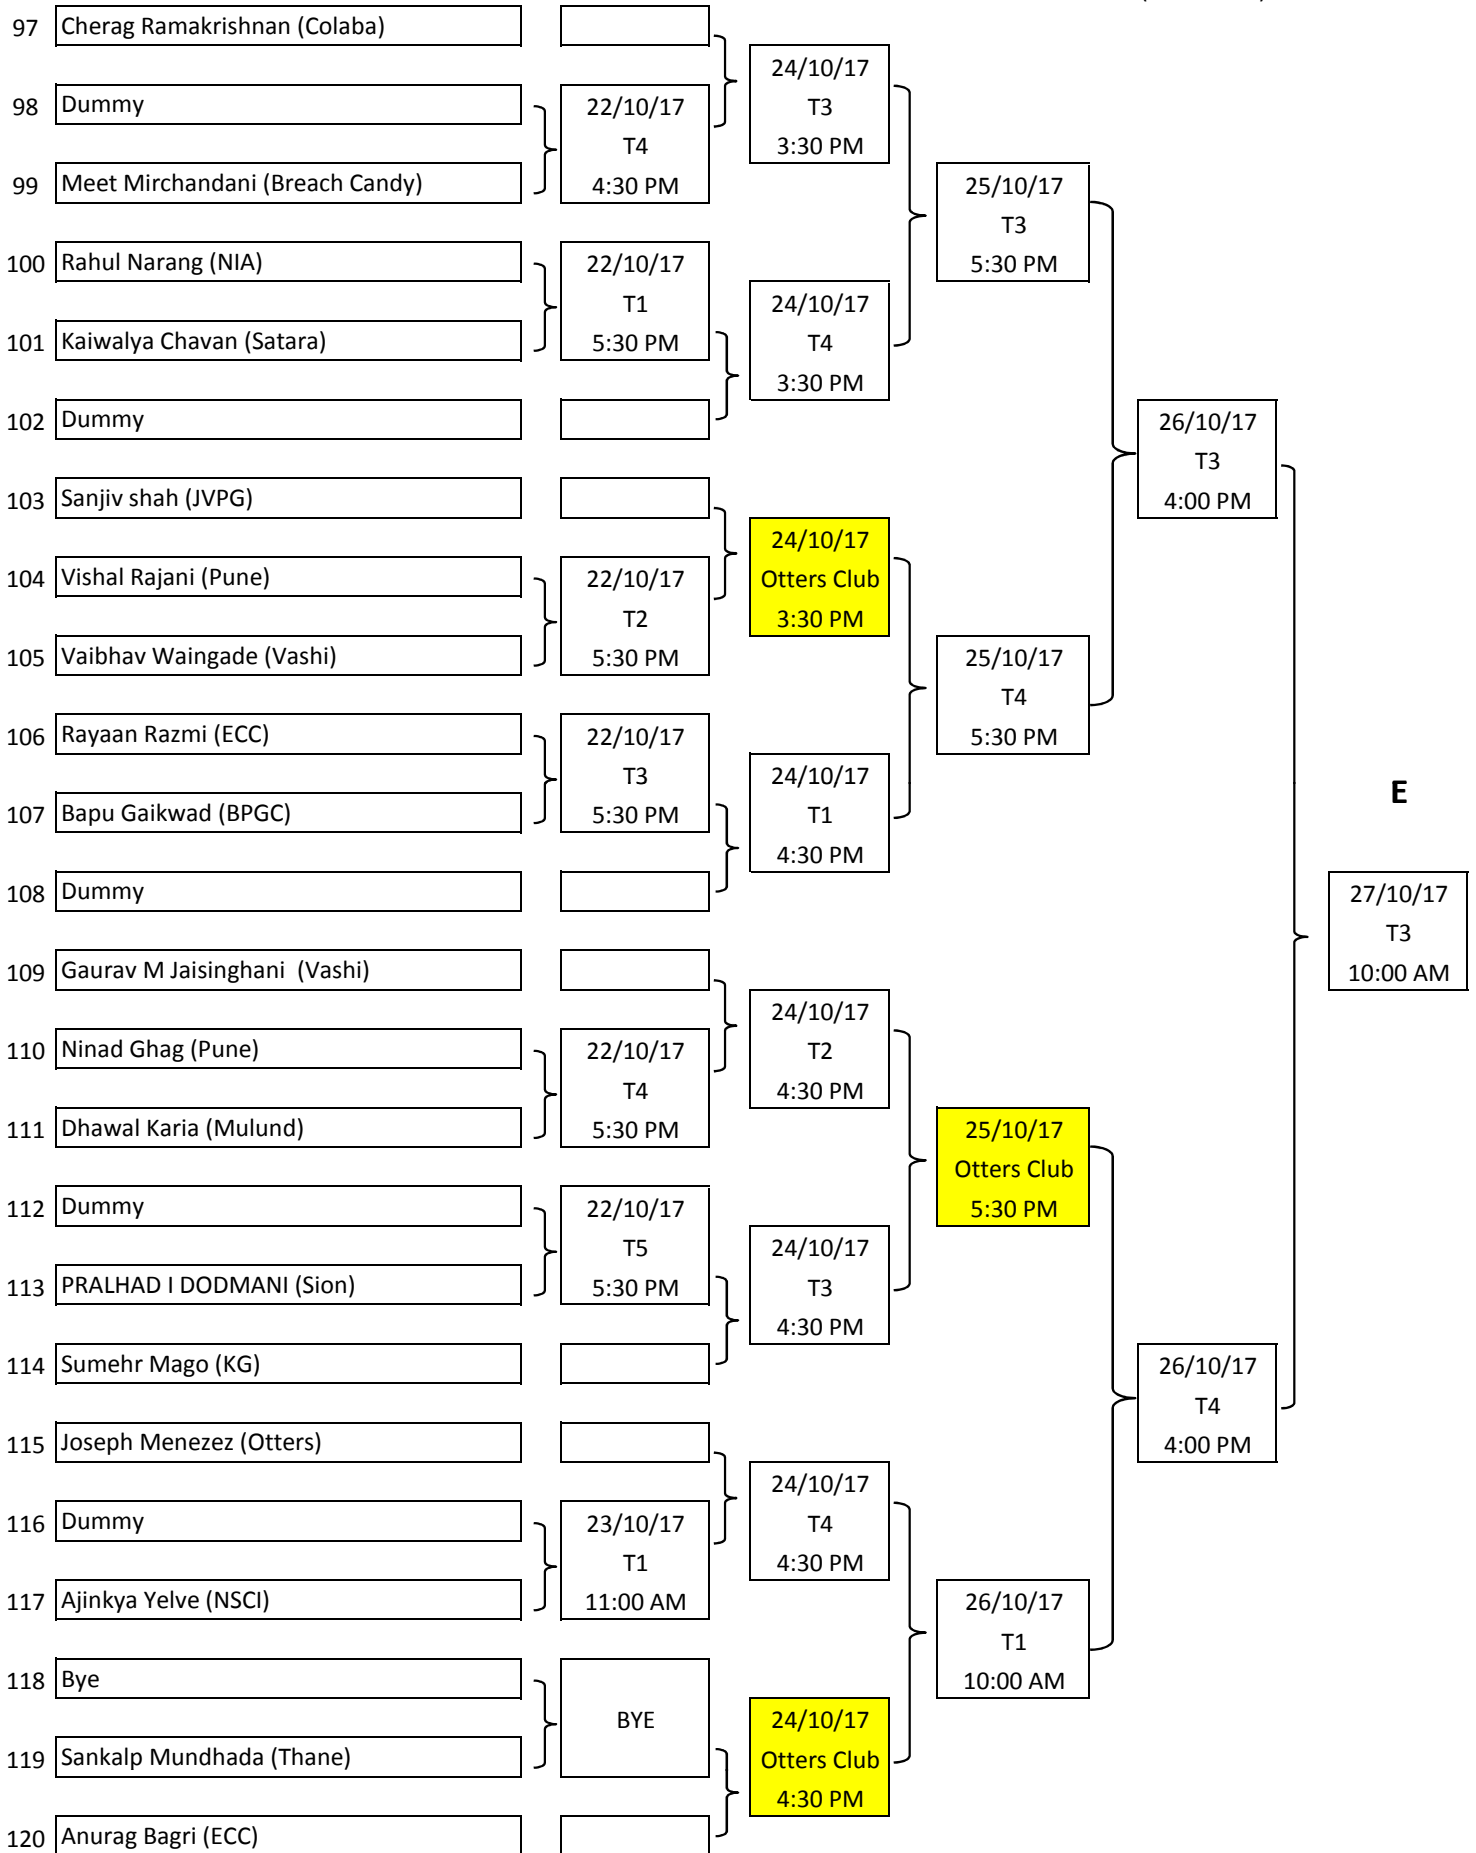 97 Cherag Ramakrishnan (Colaba)
24/10/17
98 Dummy
22/10/17
T3
T4
3:30 PM
99 Meet Mirchandani (Breach Candy)
4:30 PM
25/10/17
T3
100 Rahul Narang (NIA)
22/10/17
5:30 PM
T1
24/10/17
101 Kaiwalya Chavan (Satara)
5:30 PM
T4
3:30 PM
102 Dummy
26/10/17
T3
103 Sanjiv shah (JVPG)
4:00 PM
24/10/17
104 Vishal Rajani (Pune)
22/10/17
Otters Club
T2
3:30 PM
105 Vaibhav Waingade (Vashi)
5:30 PM
25/10/17
T4
106 Rayaan Razmi (ECC)
22/10/17
5:30 PM
T3
24/10/17
E
107 Bapu Gaikwad (BPGC)
5:30 PM
T1
4:30 PM
108 Dummy
27/10/17
T3
109 Gaurav M Jaisinghani  (Vashi)
10:00 AM
24/10/17
110 Ninad Ghag (Pune)
22/10/17
T2
T4
4:30 PM
111 Dhawal Karia (Mulund)
5:30 PM
25/10/17
Otters Club
112 Dummy
22/10/17
5:30 PM
T5
24/10/17
113 PRALHAD I DODMANI (Sion)
5:30 PM
T3
4:30 PM
114 Sumehr Mago (KG)
26/10/17
T4
115 Joseph Menezez (Otters)
4:00 PM
24/10/17
116 Dummy
23/10/17
T4
T1
4:30 PM
117 Ajinkya Yelve (NSCI)
11:00 AM
26/10/17
T1
118 Bye
10:00 AM
BYE
24/10/17
119 Sankalp Mundhada (Thane)
Otters Club
4:30 PM
120 Anurag Bagri (ECC)